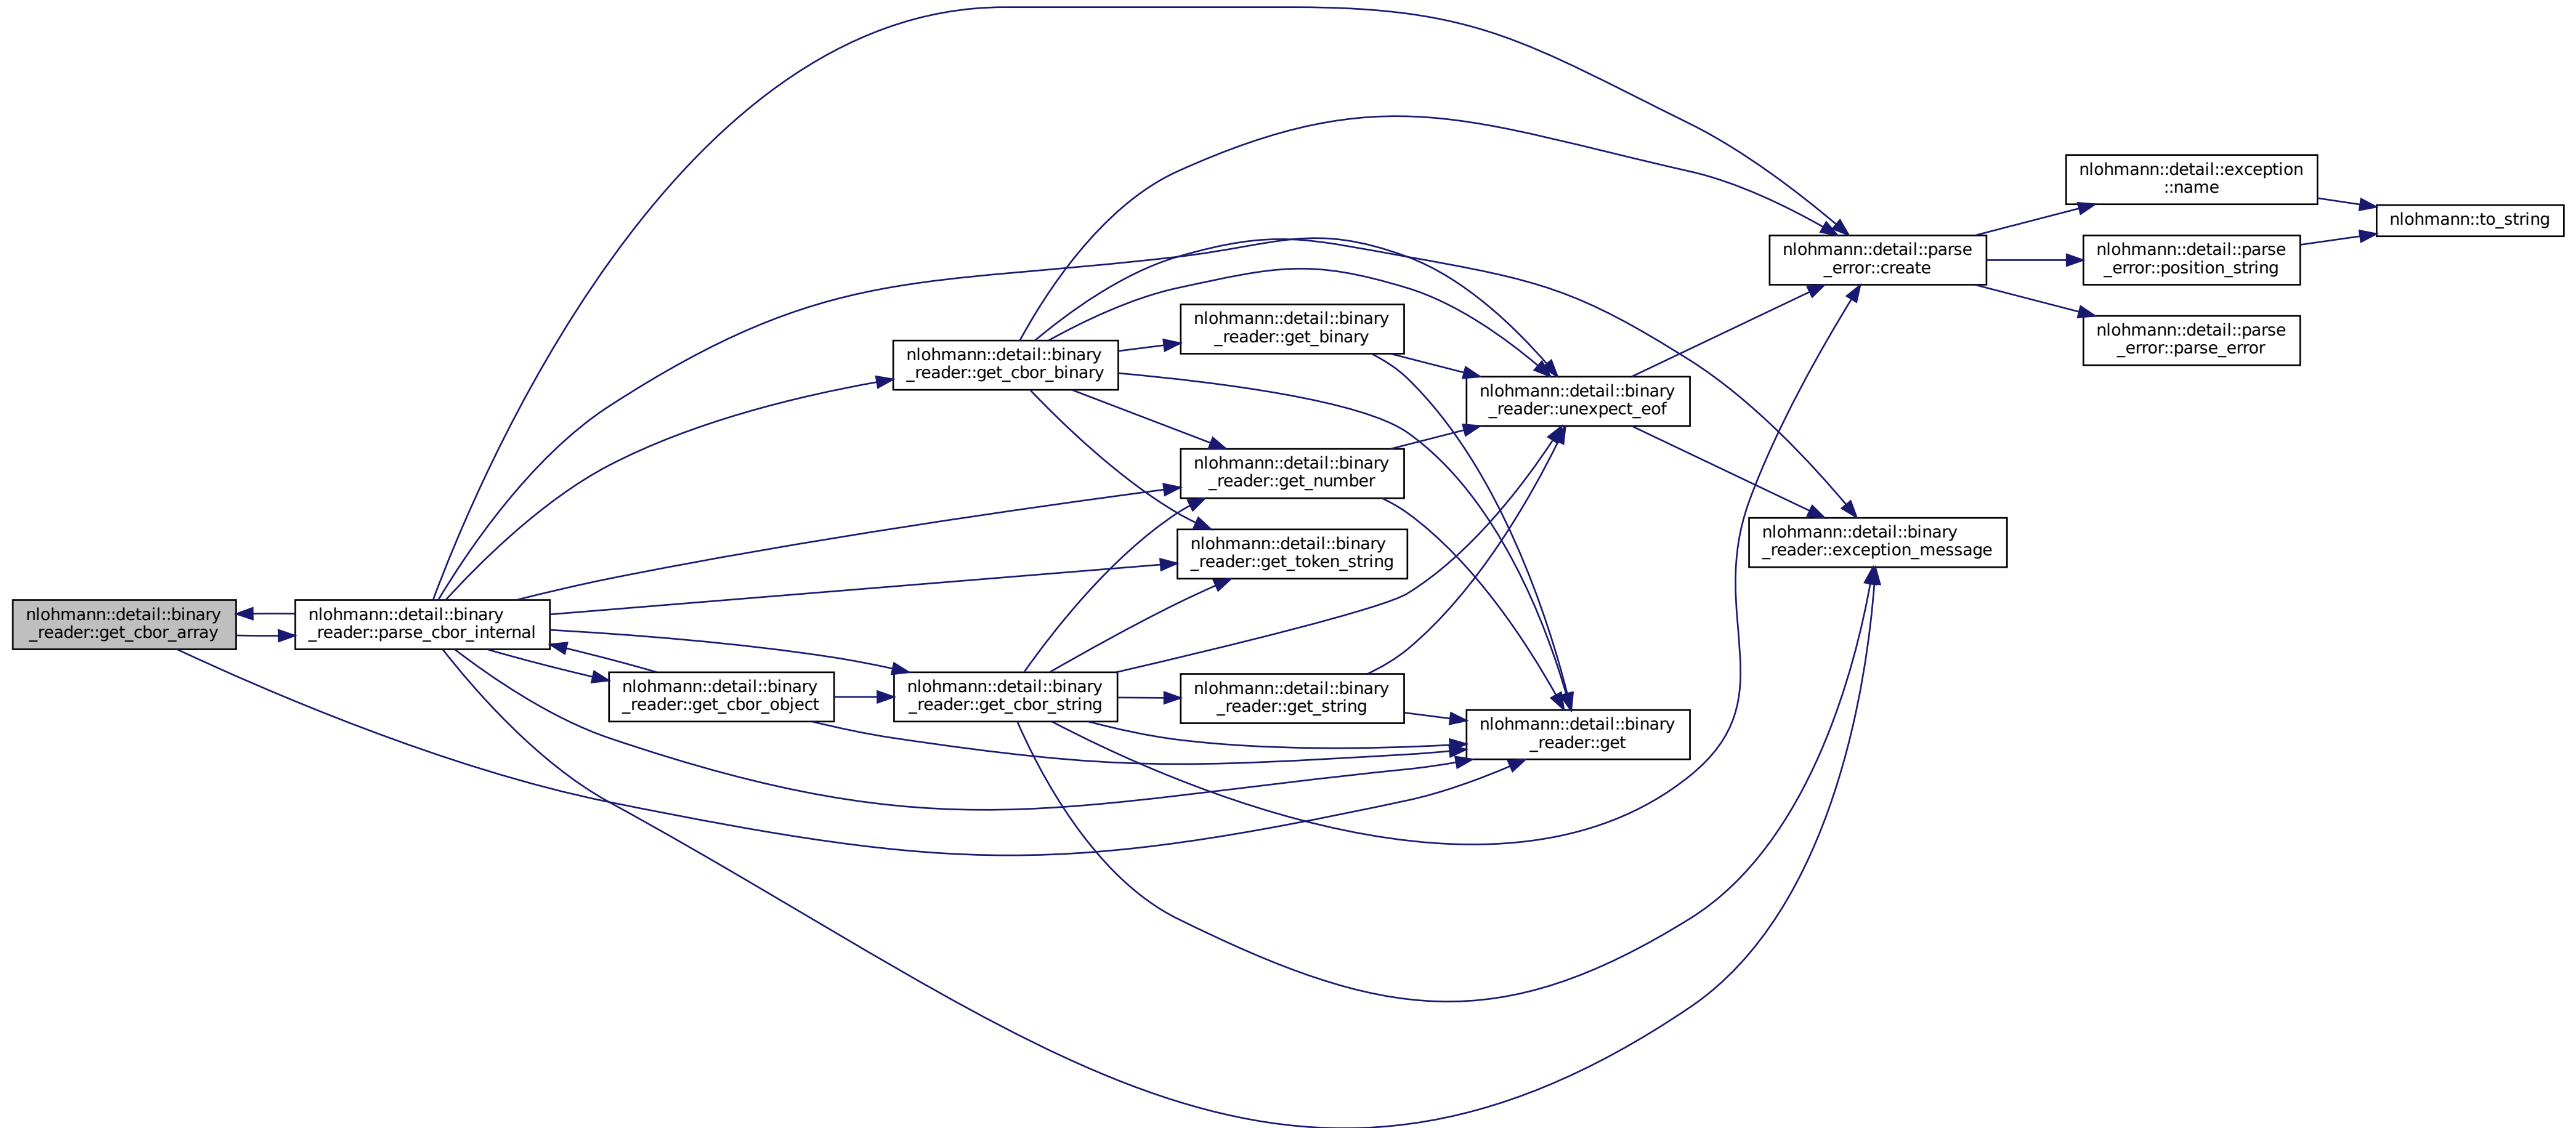 nlohmann::detail::binary
_reader::get_cbor_array
nlohmann::detail::binary
_reader::parse_cbor_internal
nlohmann::detail::binary
_reader::get_cbor_object
nlohmann::detail::binary
_reader::get_cbor_binary
nlohmann::detail::binary
_reader::get_cbor_string
nlohmann::detail::binary
_reader::get_binary
nlohmann::detail::binary
_reader::get_number
nlohmann::detail::binary
_reader::get_token_string
nlohmann::detail::binary
_reader::get_string
nlohmann::detail::binary
_reader::unexpect_eof
nlohmann::detail::binary
_reader::get
nlohmann::detail::parse
_error::create
nlohmann::detail::binary
_reader::exception_message
nlohmann::detail::exception
::name
nlohmann::detail::parse
_error::position_string
nlohmann::detail::parse
_error::parse_error
nlohmann::to_string